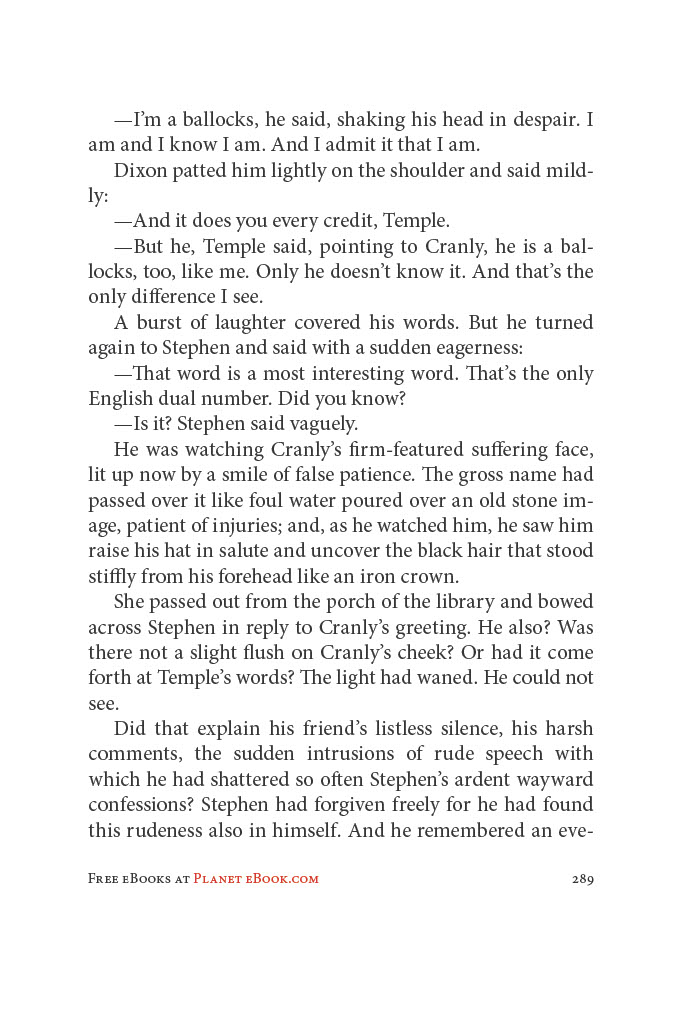 —I’m a ballocks, he said, shaking his head in despair. I
am and I know I am. And I admit it that I am.
Dixon patted him lightly on the shoulder and said mild-
ly:
—And it does you every credit, Temple.
—But he, Temple said, pointing to Cranly, he is a bal-
locks, too, like me. Only he doesn’t know it. And that’s the
only difference I see.
A burst of laughter covered his words. But he turned
again to Stephen and said with a sudden eagerness:
—That word is a most interesting word. That’s the only
English dual number. Did you know?
—Is it? Stephen said vaguely.
He was watching Cranly’s firm-featured suffering face,
lit up now by a smile of false patience. The gross name had
passed over it like foul water poured over an old stone im-
age, patient of injuries; and, as he watched him, he saw him
raise his hat in salute and uncover the black hair that stood
stiffly from his forehead like an iron crown.
She passed out from the porch of the library and bowed
across Stephen in reply to Cranly’s greeting. He also? Was
there not a slight flush on Cranly’s cheek? Or had it come
forth at Temple’s words? The light had waned. He could not
see.
Did that explain his friend’s listless silence, his harsh
comments, the sudden intrusions of rude speech with
which he had shattered so often Stephen’s ardent wayward
confessions? Stephen had forgiven freely for he had found
this rudeness also in himself. And he remembered an eve-
Free eBooks at Planet eBook.com 289